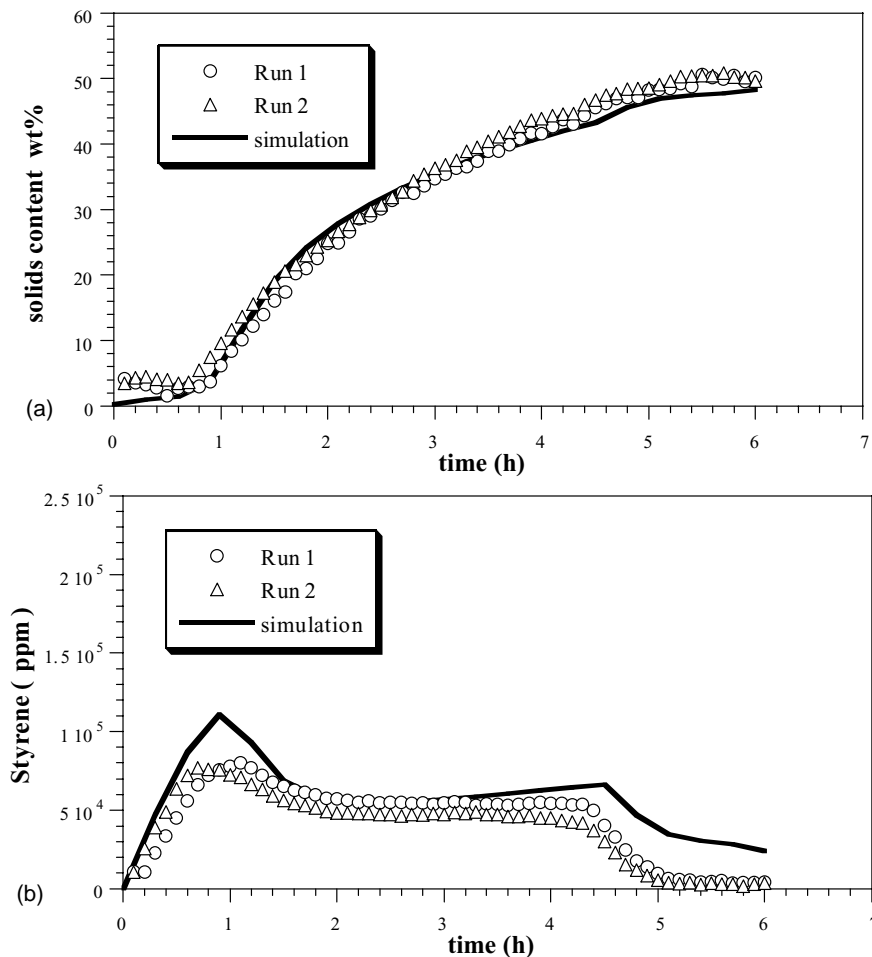 60
50
40
30
20
10
0
solids content wt%
Run 1
Run 2
simulation
(a)
0 1 2 3 4 5 6 7
time (h)
2.5 10^5
2 10^5
1.5 10^5
1 10^5
5 10^4
0
Styrene ( ppm )
Run 1
Run 2
simulation
(b)
0 1 2 3 4 5 6 7
time (h)